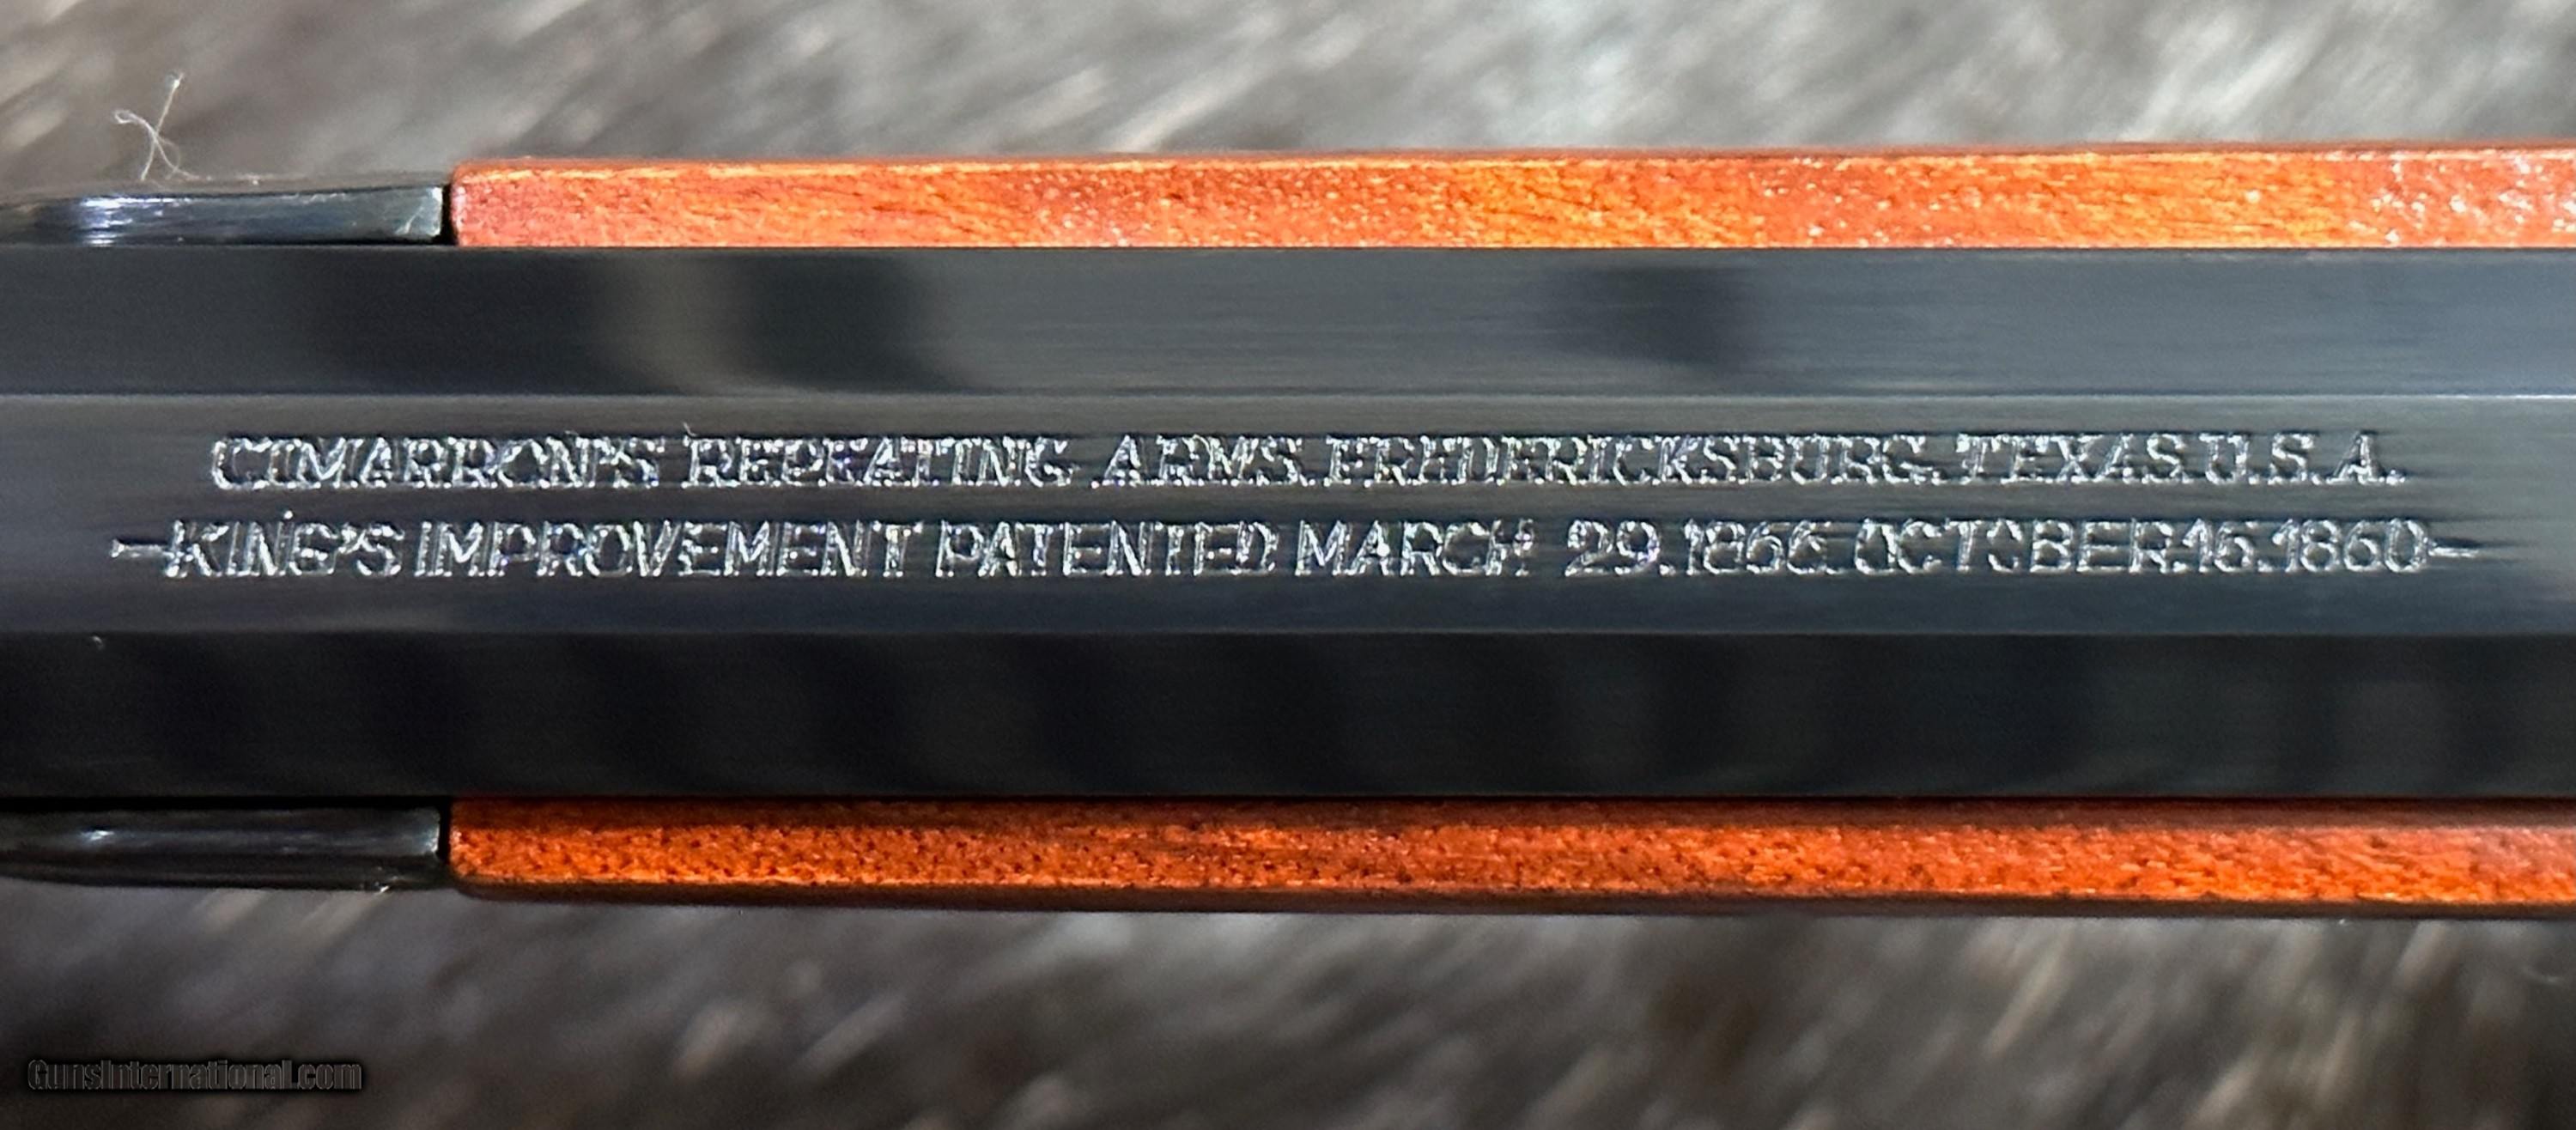 CIMARRON'S REPEATING ARMS.FREDERICKSBURG.TEXAS.U.S.A.
-KING'S IMPROVEMENT PATENTED MARCH 29.1866.OCTOBER.16.1860-
GunsInternational.com